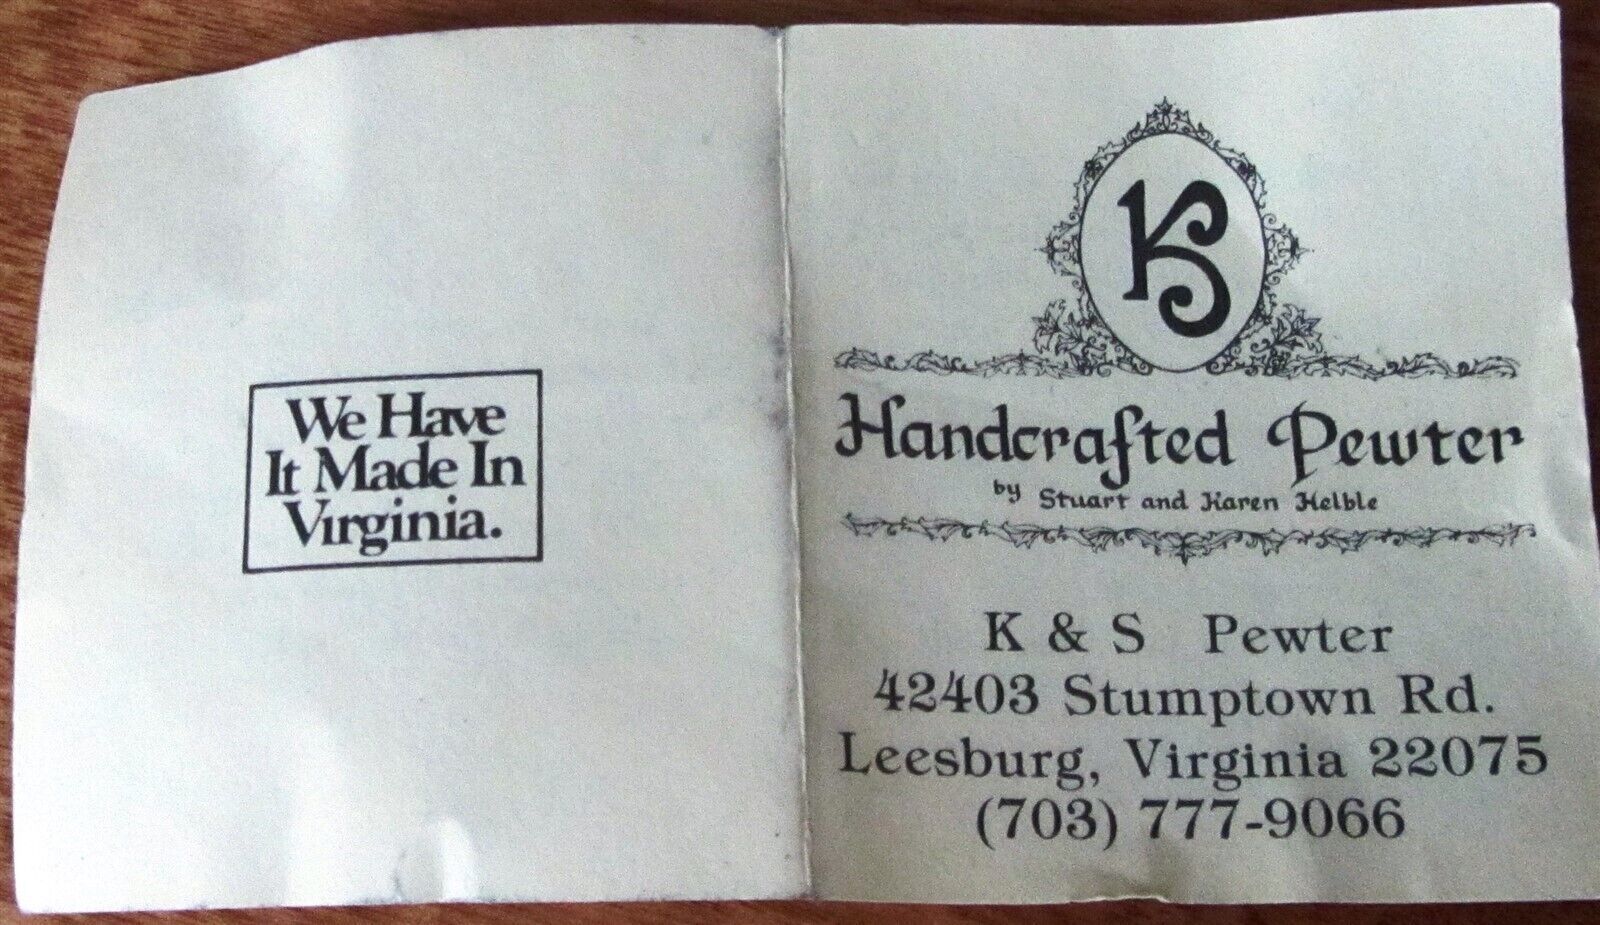 We Have
It Made In
Virginia.
KS
Handcrafted Pewter
by Stuart and Karen Helble
K & S Pewter
42403 Stumptown Rd.
Leesburg, Virginia 22075
(703) 777-9066